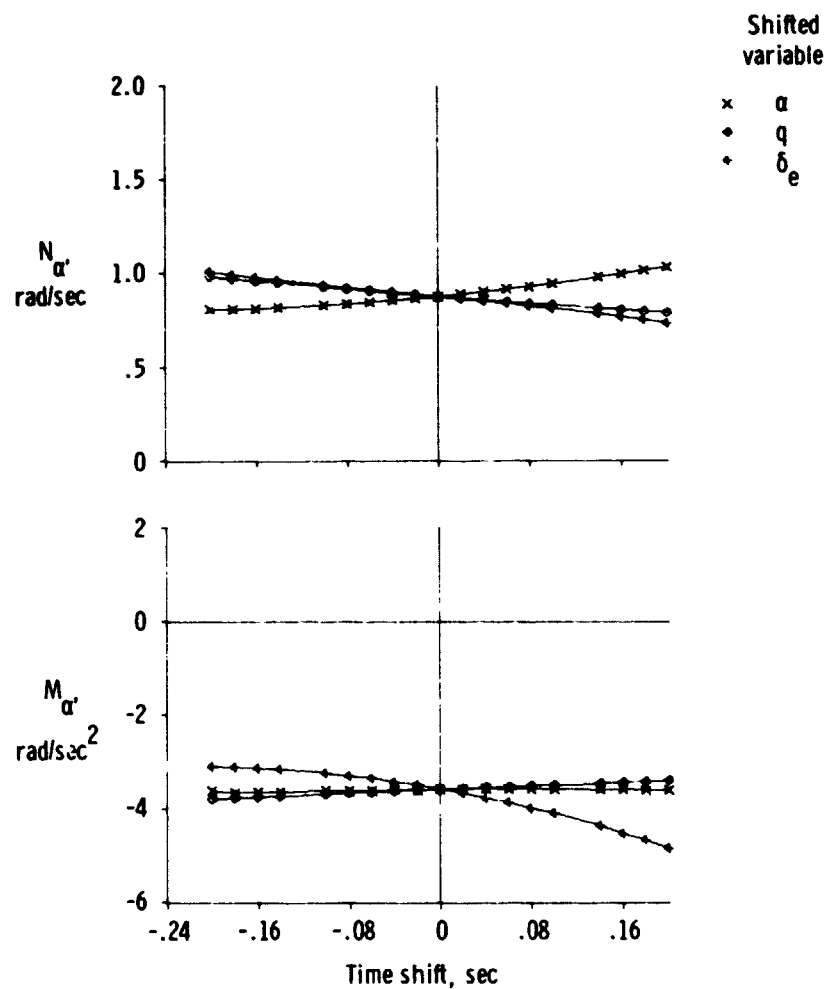 Shifted
variable
× α
q
δe
2.0
1.5
1.0
.5
0
Nα,
rad/sec
2
0
-2
-4
-6
Mα,
rad/sec2
-.24 -.16 -.08 0 .08 .16
Time shift, sec